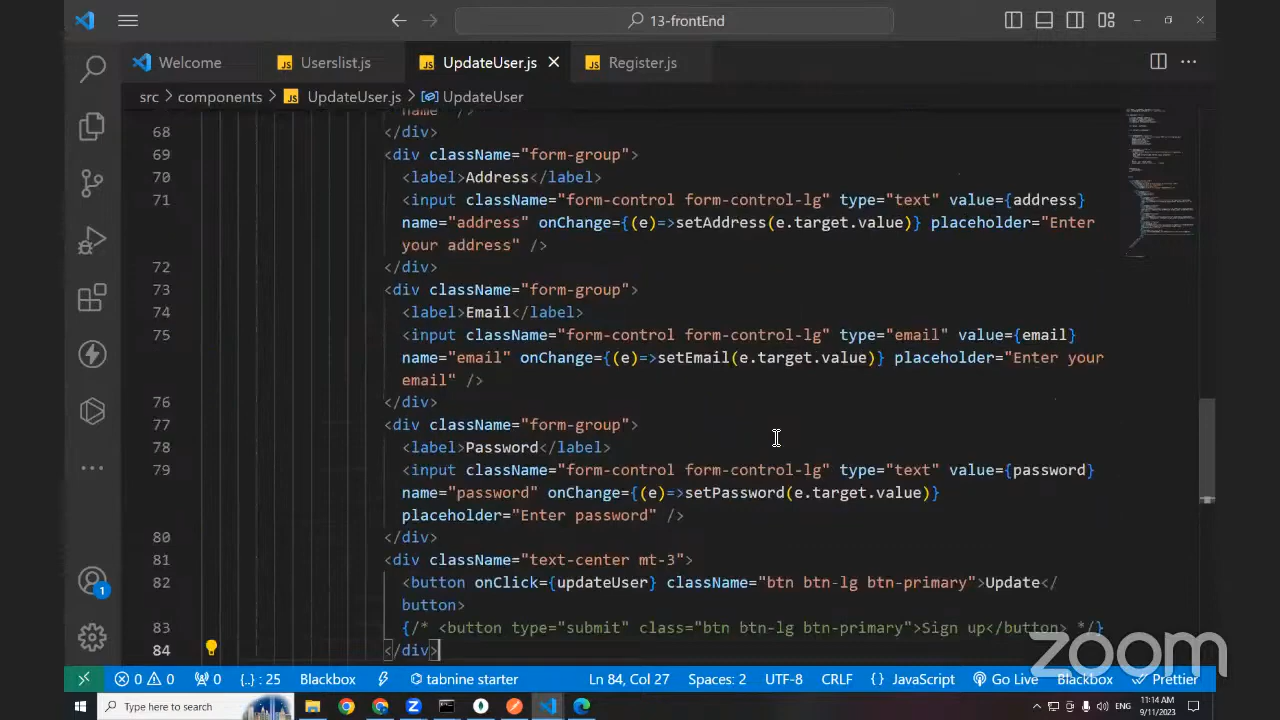 13-frontEnd
Welcome
Userslist.js
UpdateUser.js
Register.js
src > components > UpdateUser.js > UpdateUser
name" />
68 </div>
69 <div className="form-group">
70 <label>Address</label>
71 <input className="form-control form-control-lg" type="text" value={address}
name="address" onChange={(e)=>setAddress(e.target.value)} placeholder="Enter
your address" />
72 </div>
73 <div className="form-group">
74 <label>Email</label>
75 <input className="form-control form-control-lg" type="email" value={email}
name="email" onChange={(e)=>setEmail(e.target.value)} placeholder="Enter your
email" />
76 </div>
77 <div className="form-group">
78 <label>Password</label>
79 <input className="form-control form-control-lg" type="text" value={password}
name="password" onChange={(e)=>setPassword(e.target.value)}
placeholder="Enter password" />
80 </div>
81 <div className="text-center mt-3">
82 <button onClick={updateUser} className="btn btn-lg btn-primary">Update</
button>
83 {/* <button type="submit" class="btn btn-lg btn-primary">Sign up</button> */}
84 </div>
1
zoom
0 0 0 {..} : 25 Blackbox tabnine starter Ln 84, Col 27 Spaces: 2 UTF-8 CRLF { } JavaScript Go Live Blackbox Prettier
Type here to search
ENG
11:14 AM
9/11/2023